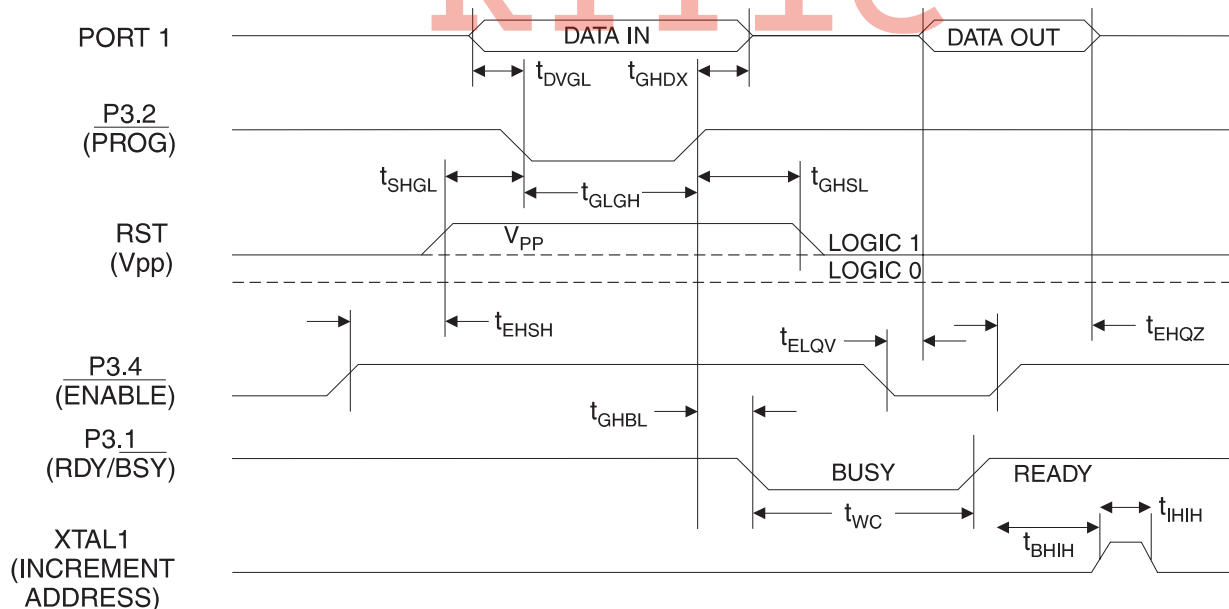 KTTIC
PORT 1
DATA IN
DATA OUT
tDVGL
tGHDX
P3.2
(PROG)
tSHGL
tGLGH
tGHSL
RST
(Vpp)
VPP
LOGIC 1
LOGIC 0
tEHSH
tELQV
tEHQZ
P3.4
(ENABLE)
tGHBL
P3.1
(RDY/BSY)
BUSY
READY
tWC
tIHIH
tBHIH
XTAL1
(INCREMENT
ADDRESS)